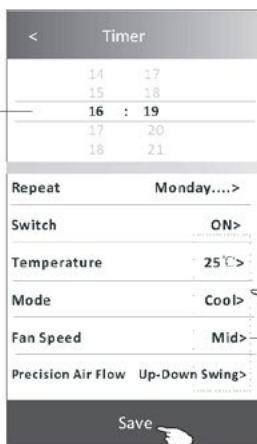 < Timer
14 17
15 18
16 : 19
17 20
18 21
Repeat Monday....>
Switch ON>
Temperature 25℃>
Mode Cool>
Fan Speed Mid>
Precision Air Flow Up-Down Swing>
Save